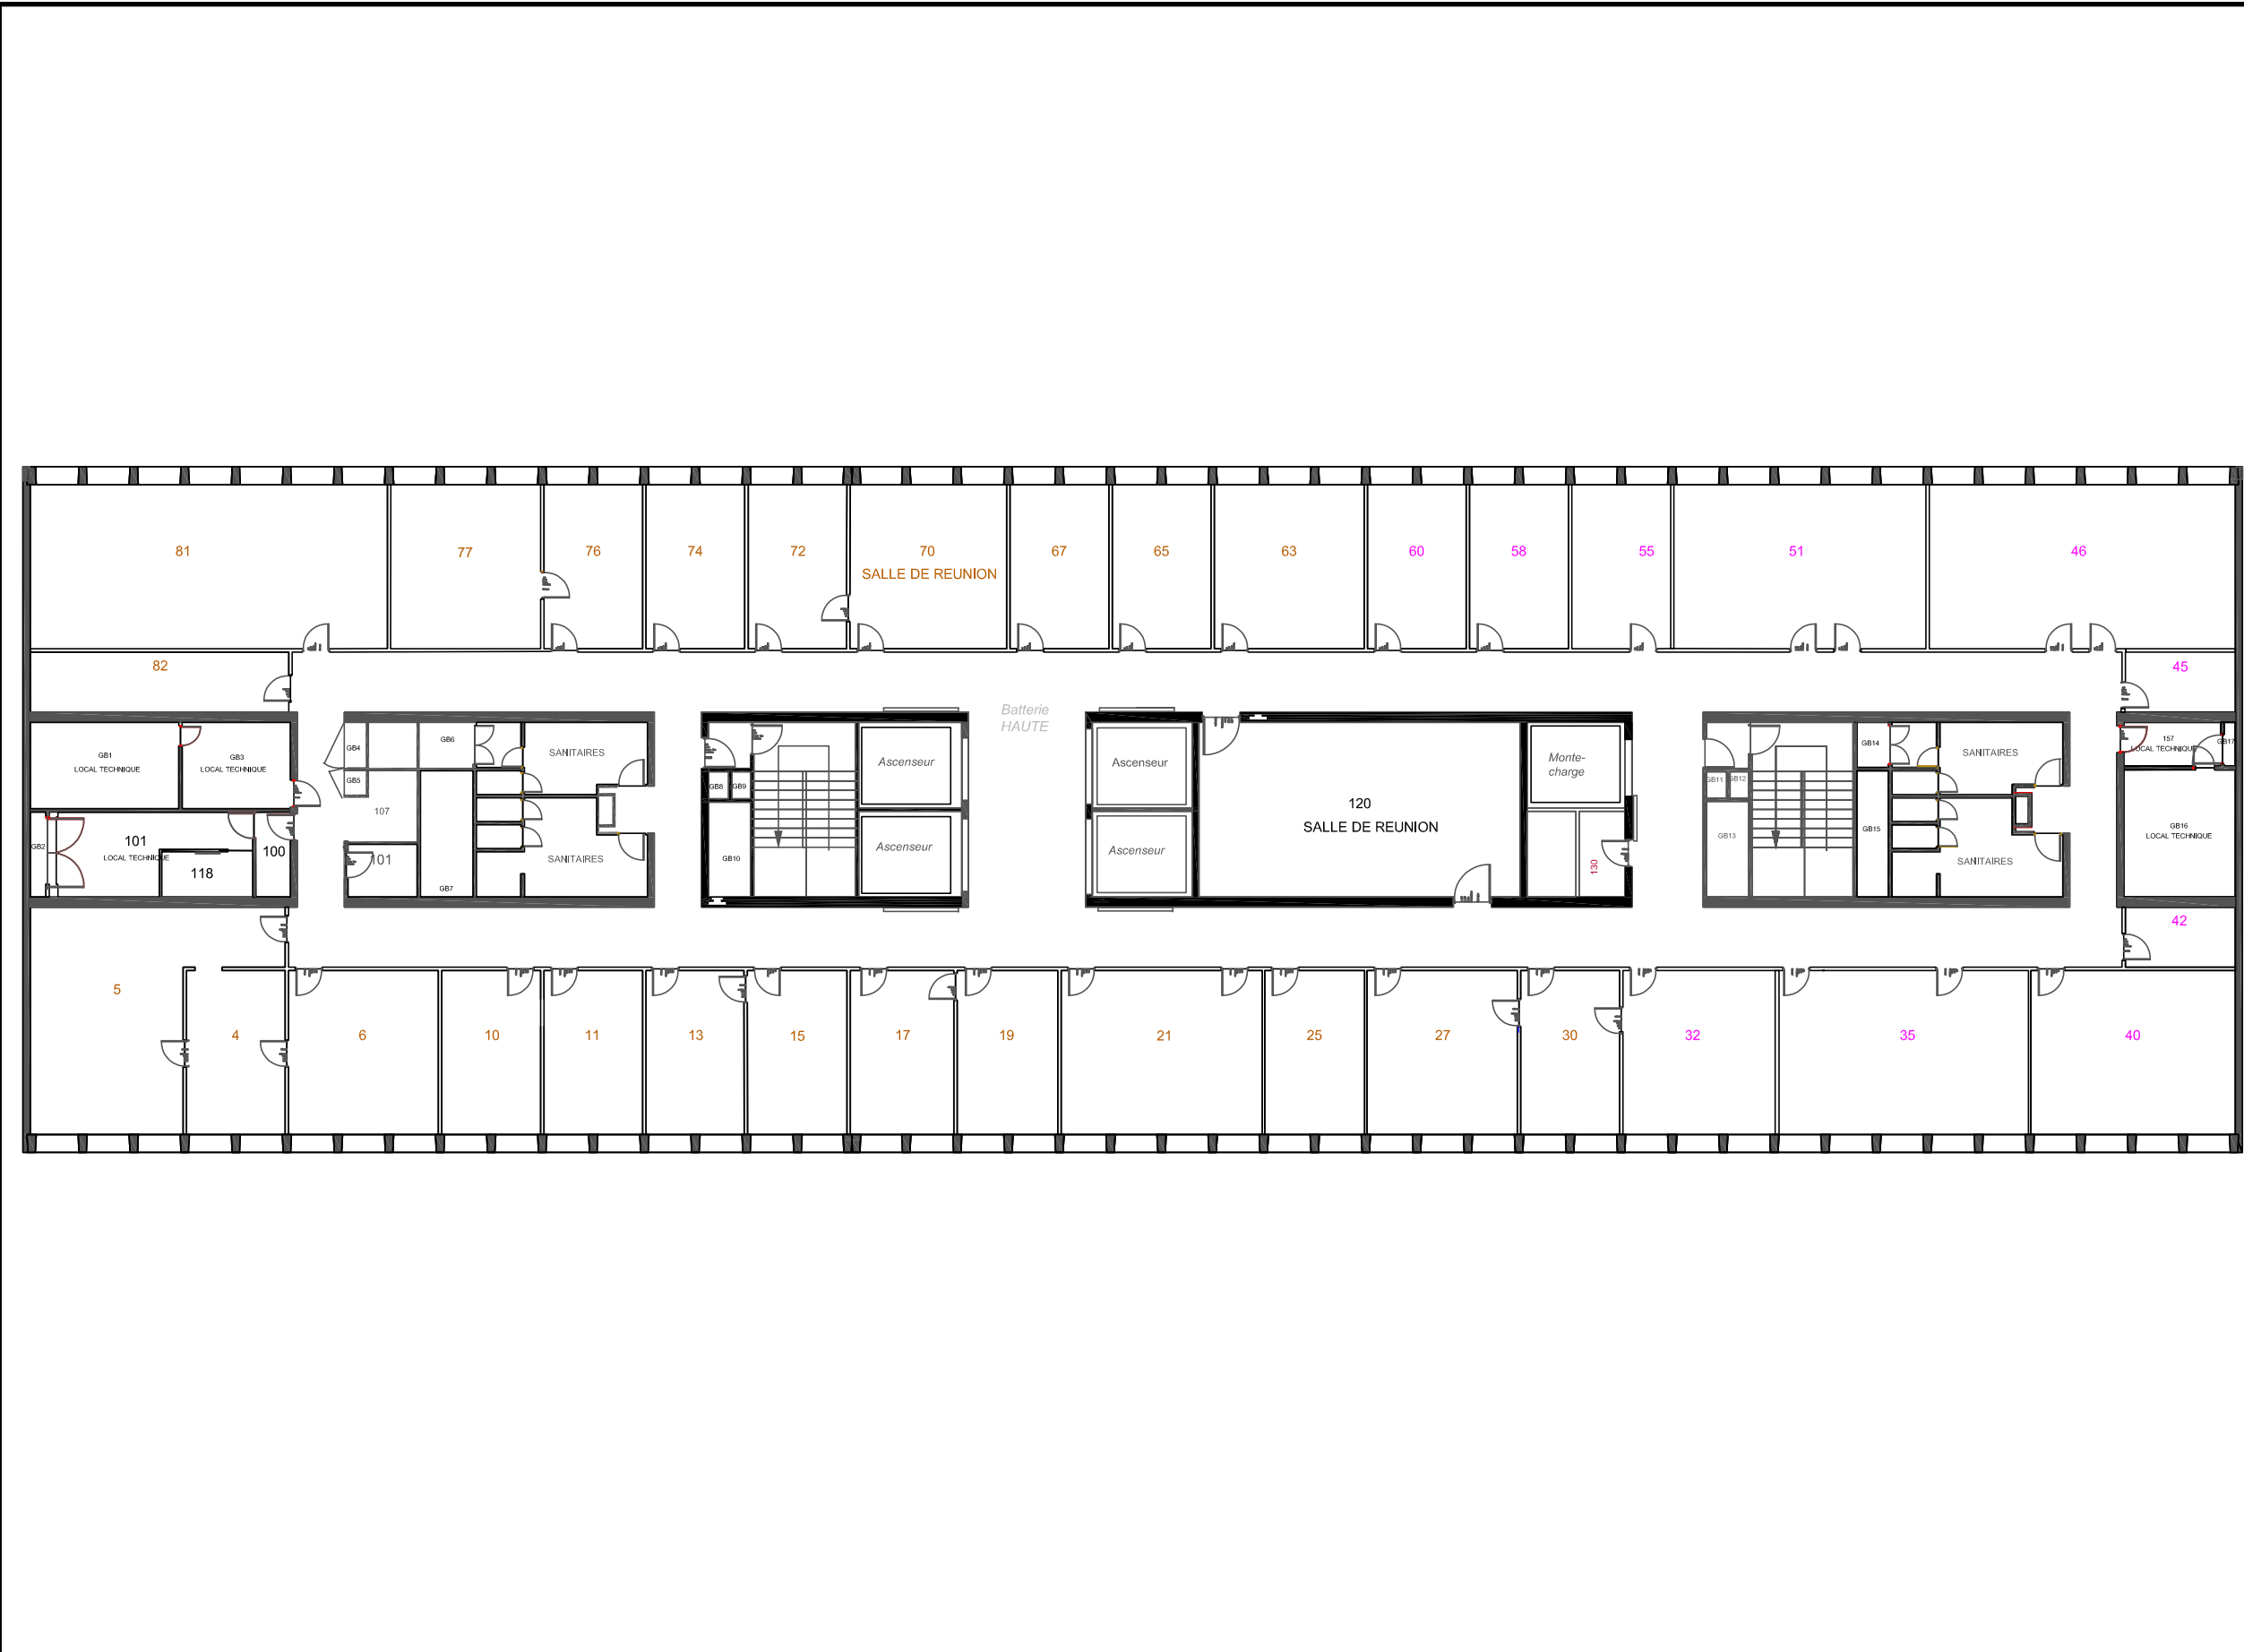 81
77
76
74
72
70
SALLE DE REUNION
67
65
63
60
58
55
51
46
82
45
Batterie
HAUTE
GB1
LOCAL TECHNIQUE
GB3
LOCAL TECHNIQUE
GB4
GB5
GB6
SANITAIRES
107
101
GB7
SANITAIRES
GB2
101
LOCAL TECHNIQUE
118
100
GB8
GB9
GB10
Ascenseur
Ascenseur
Ascenseur
Ascenseur
120
SALLE DE REUNION
Monte-
charge
130
GB11
GB12
GB13
GB14
GB15
SANITAIRES
SANITAIRES
157
LOCAL TECHNIQUE
GB17
GB16
LOCAL TECHNIQUE
42
5
4
6
10
11
13
15
17
19
21
25
27
30
32
35
40